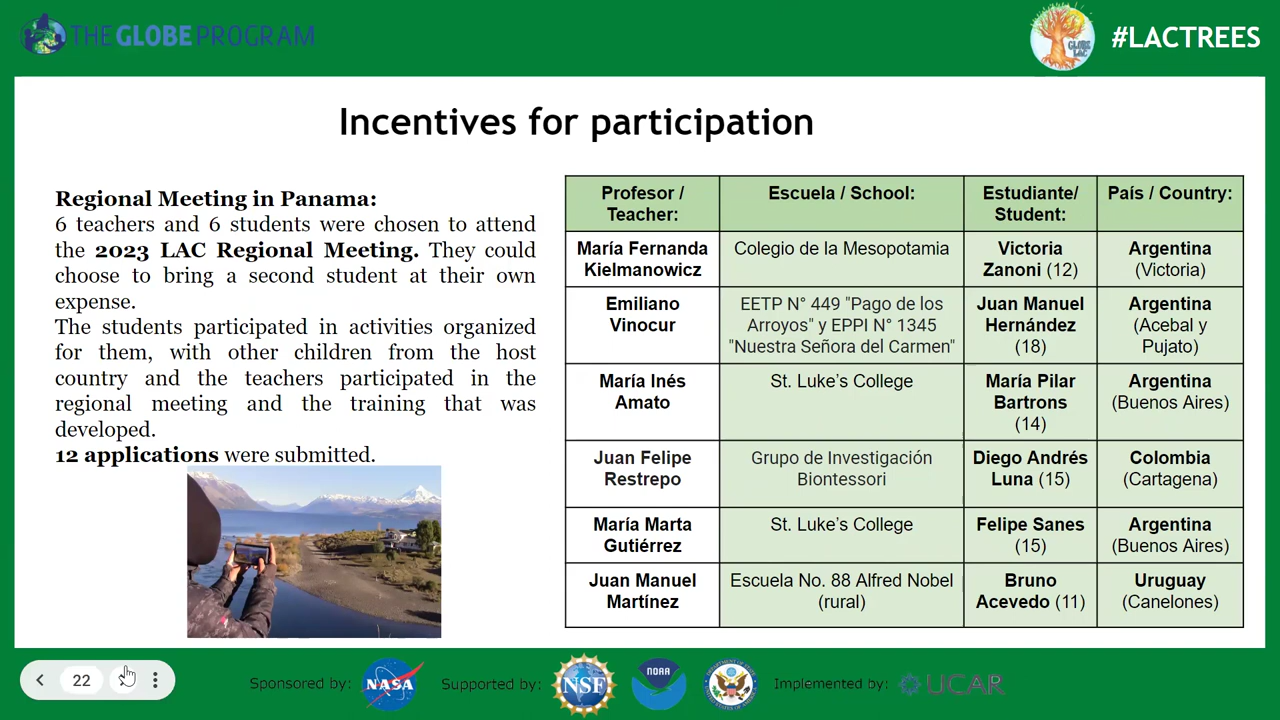 THE GLOBE PROGRAM
GLOBE
LAC
#LACTREES
Incentives for participation
Regional Meeting in Panama:
6 teachers and 6 students were chosen to attend
the 2023 LAC Regional Meeting. They could
choose to bring a second student at their own
expense.
The students participated in activities organized
for them, with other children from the host
country and the teachers participated in the
regional meeting and the training that was
developed.
12 applications were submitted.
Profesor / Teacher: Escuela / School: Estudiante/ Student: País / Country:
María Fernanda Kielmanowicz Colegio de la Mesopotamia Victoria Zanoni (12) Argentina (Victoria)
Emiliano Vinocur EETP N° 449 "Pago de los Arroyos" y EPPI N° 1345 "Nuestra Señora del Carmen" Juan Manuel Hernández (18) Argentina (Acebal y Pujato)
María Inés Amato St. Luke’s College María Pilar Bartrons (14) Argentina (Buenos Aires)
Juan Felipe Restrepo Grupo de Investigación Biontessori Diego Andrés Luna (15) Colombia (Cartagena)
María Marta Gutiérrez St. Luke’s College Felipe Sanes (15) Argentina (Buenos Aires)
Juan Manuel Martínez Escuela No. 88 Alfred Nobel (rural) Bruno Acevedo (11) Uruguay (Canelones)
22
Sponsored by: NASA Supported by: NSF NOAA Implemented by: UCAR